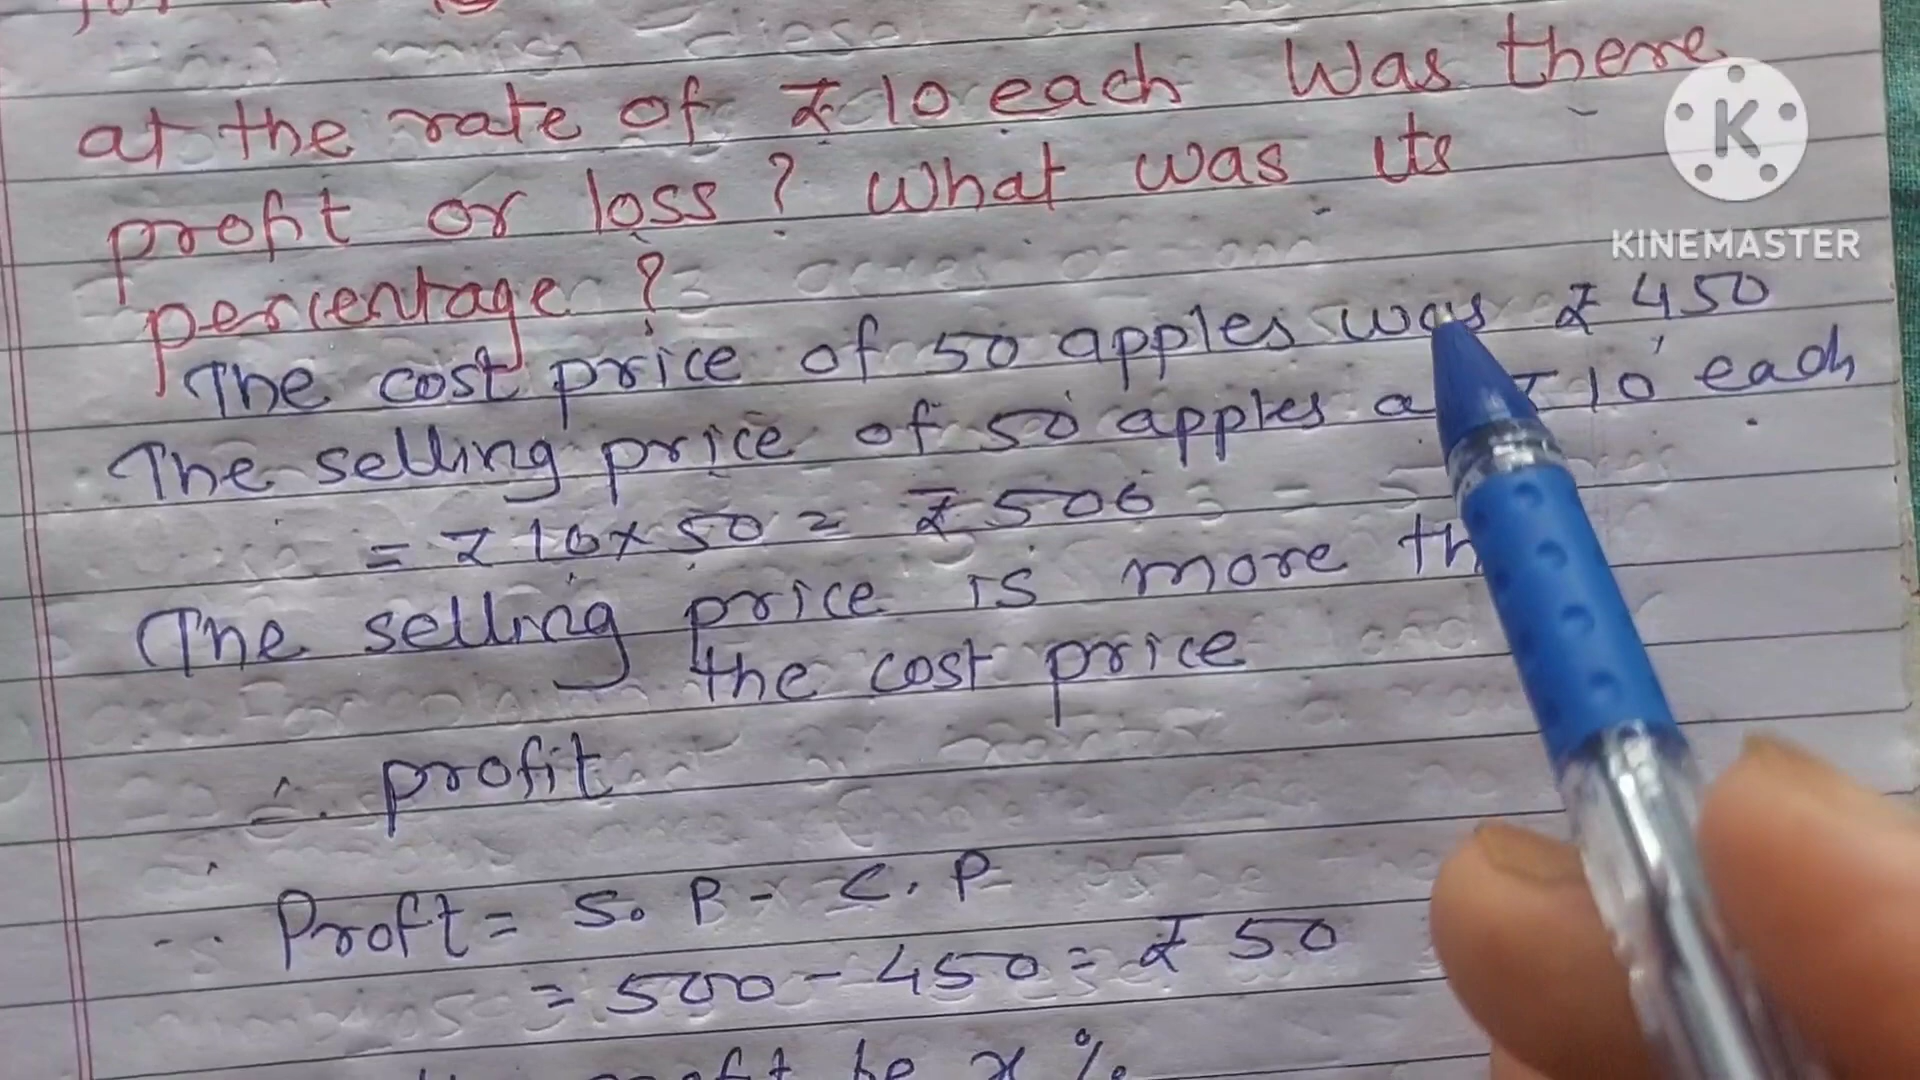 at the rate of ₹ 10 each Was there
profit or loss? What was its
percentage?
The cost price of 50 apples was ₹ 450
The selling price of 50 apples a ₹ 10 each
= ₹ 10 x 50 = ₹ 500
The selling price is more th
the cost price
∴ profit
Proft = S. P - C. P
= 500 - 450 = ₹ 50
be x %
K
KINEMASTER